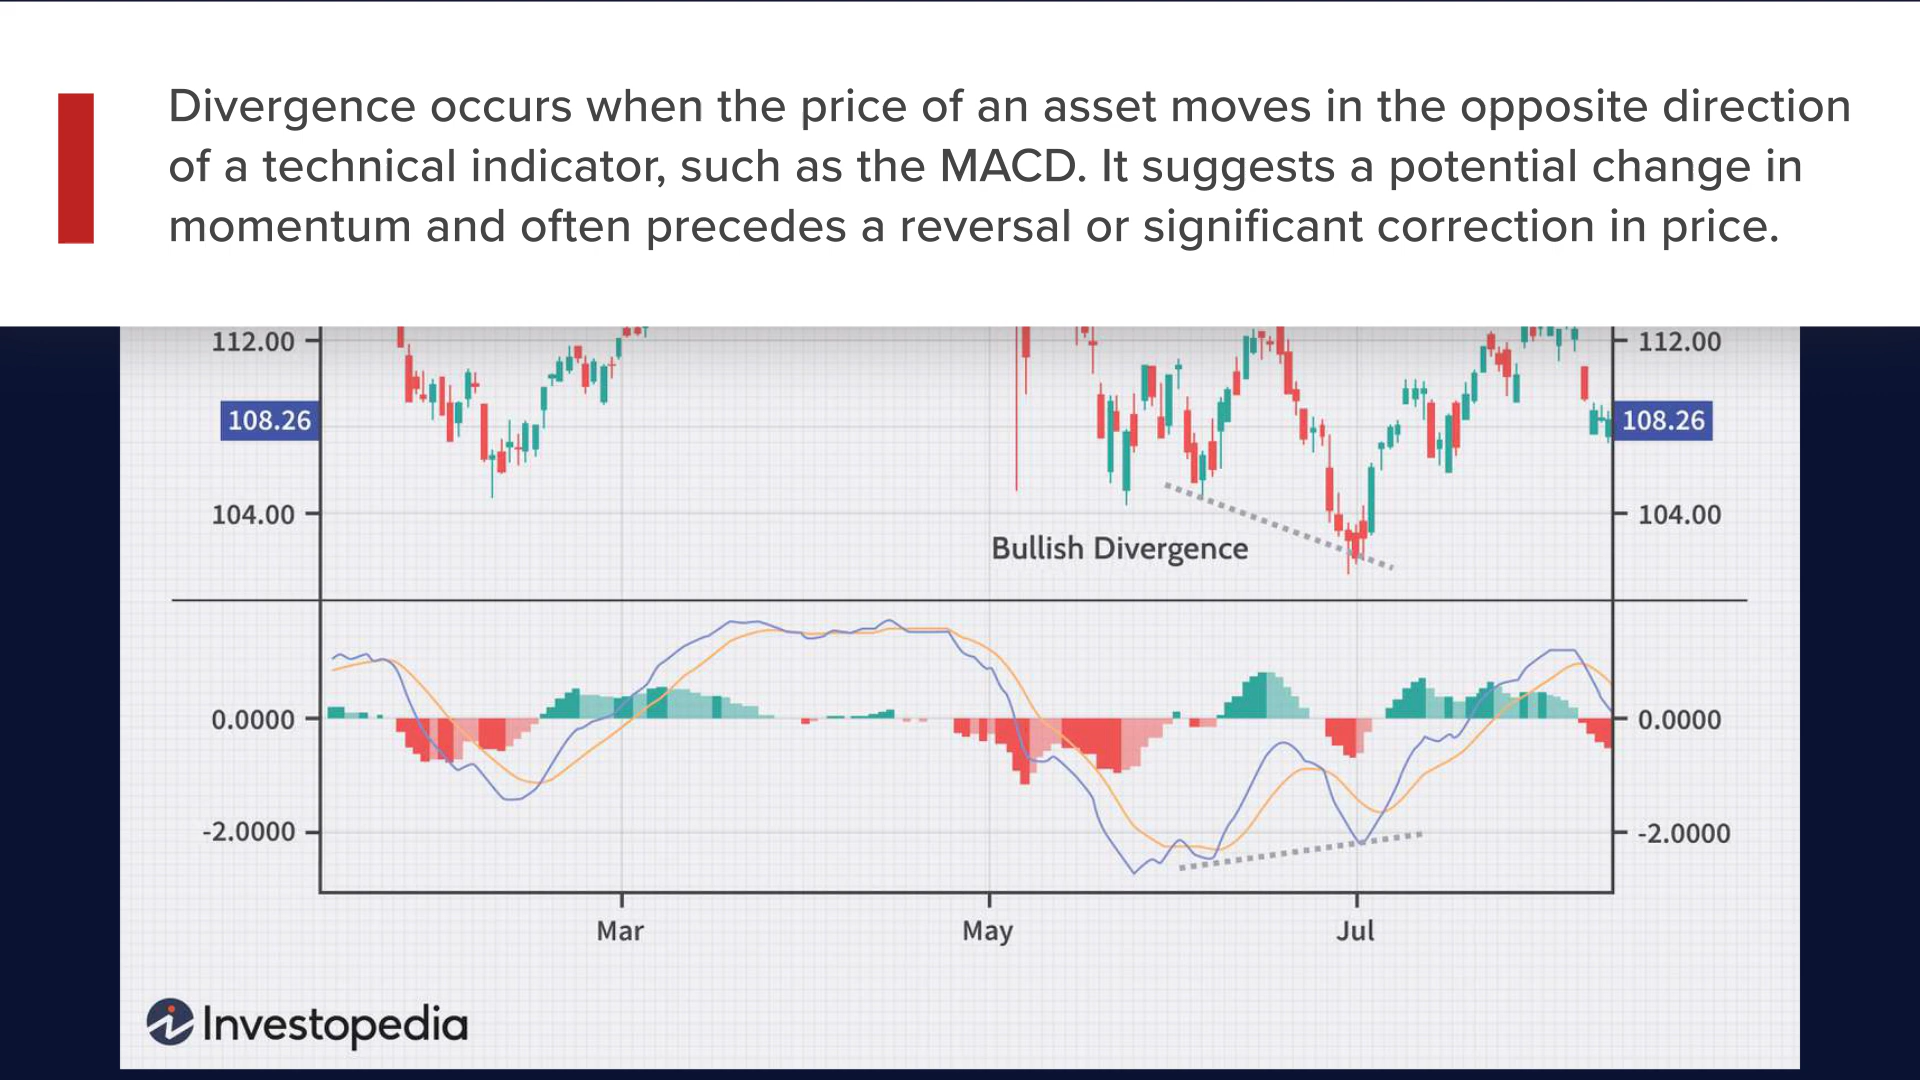 Divergence occurs when the price of an asset moves in the opposite direction
of a technical indicator, such as the MACD. It suggests a potential change in
momentum and often precedes a reversal or significant correction in price.
112.00 112.00
108.26 108.26
104.00 104.00
Bullish Divergence
0.0000 0.0000
-2.0000 -2.0000
Mar May Jul
Investopedia